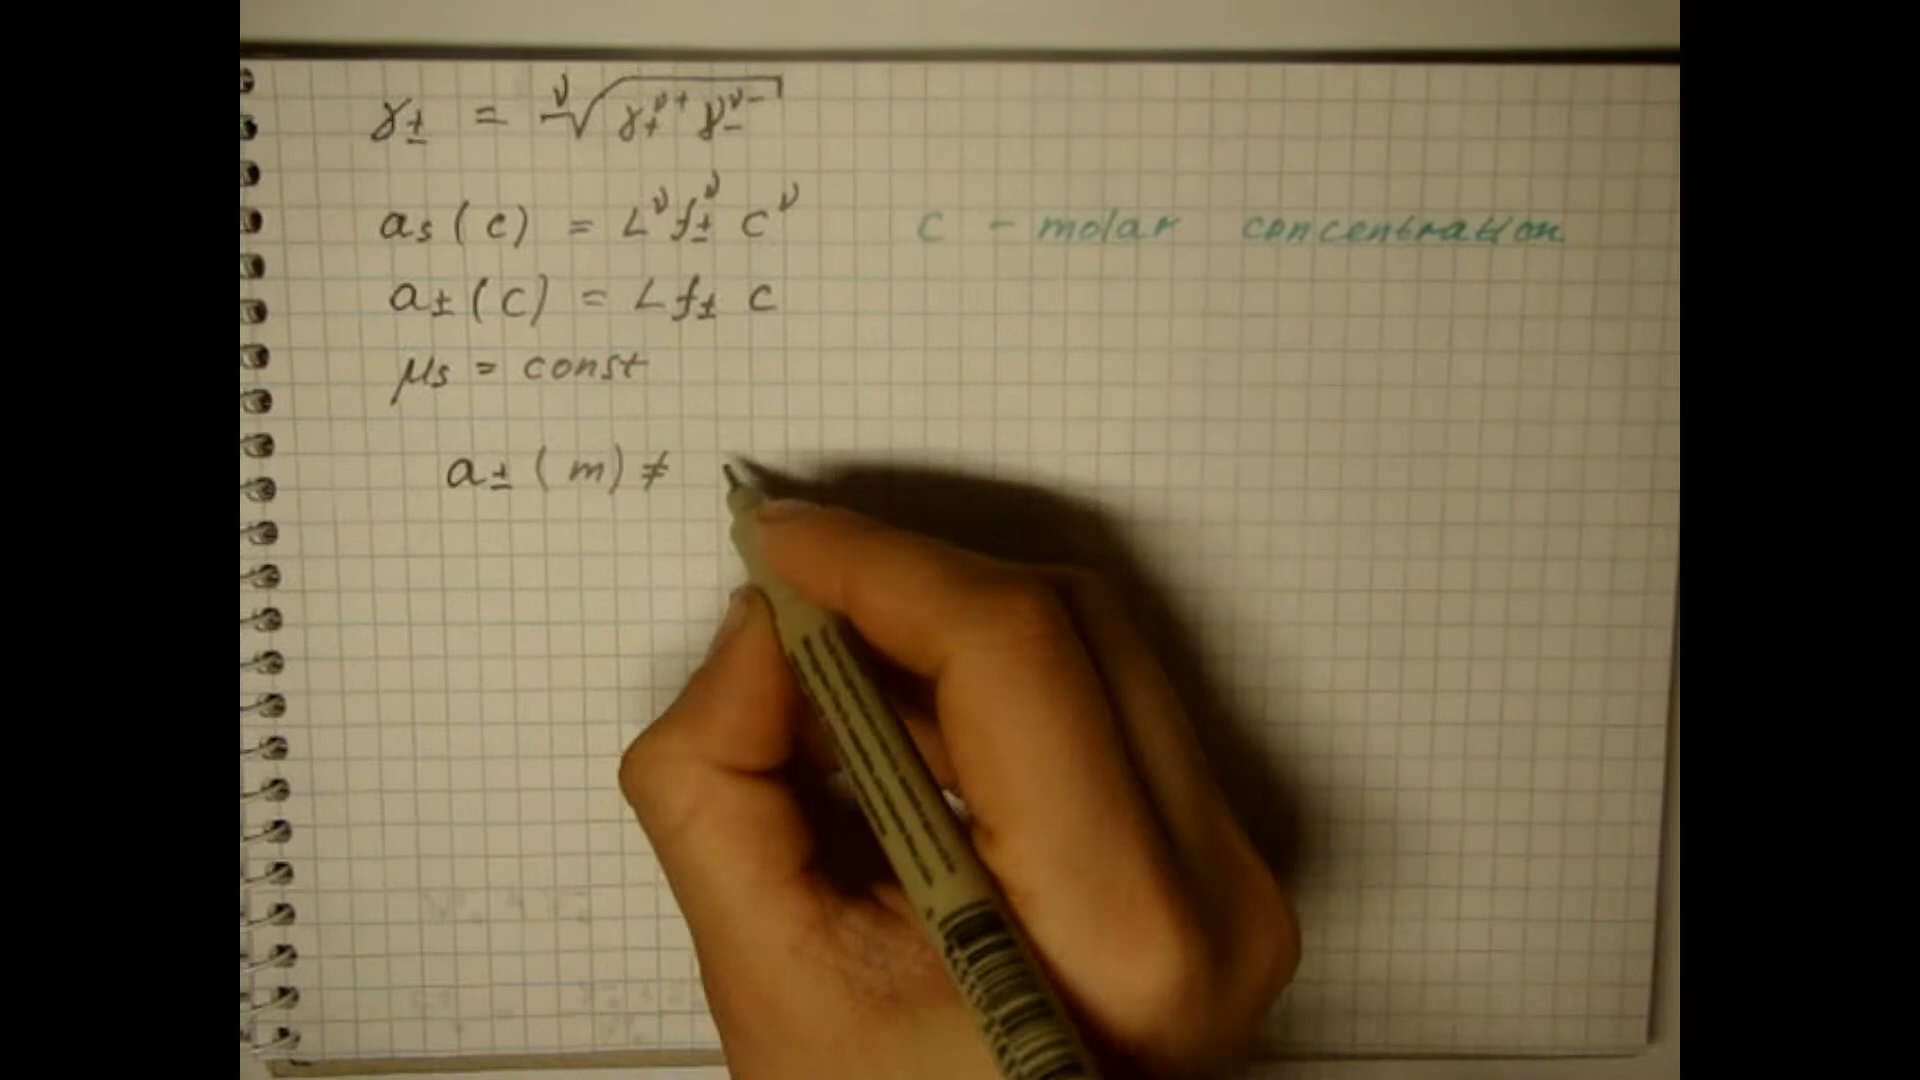 γ± = ᵛ√(γ₊^ν+ γ₋^ν−)
as (c) = L^ν f±^ν c^ν c - molar concentration
a± (c) = L f± c
μs = const
a± (m) ≠